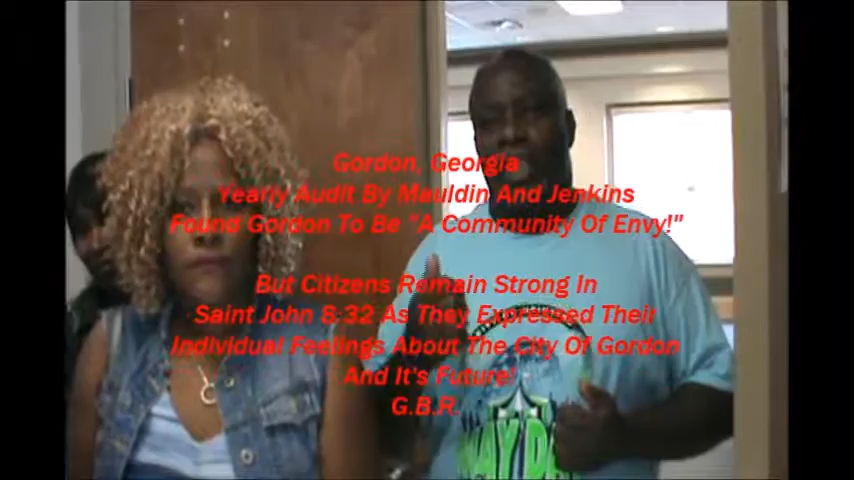 Gordon, Georgia
Yearly Audit By Mauldin And Jenkins
Found Gordon To Be "A Community Of Envy!"
But Citizens Remain Strong In
Saint John 8:32 As They Expressed Their
Individual Feelings About The City Of Gordon
And It's Future!
G.B.R.